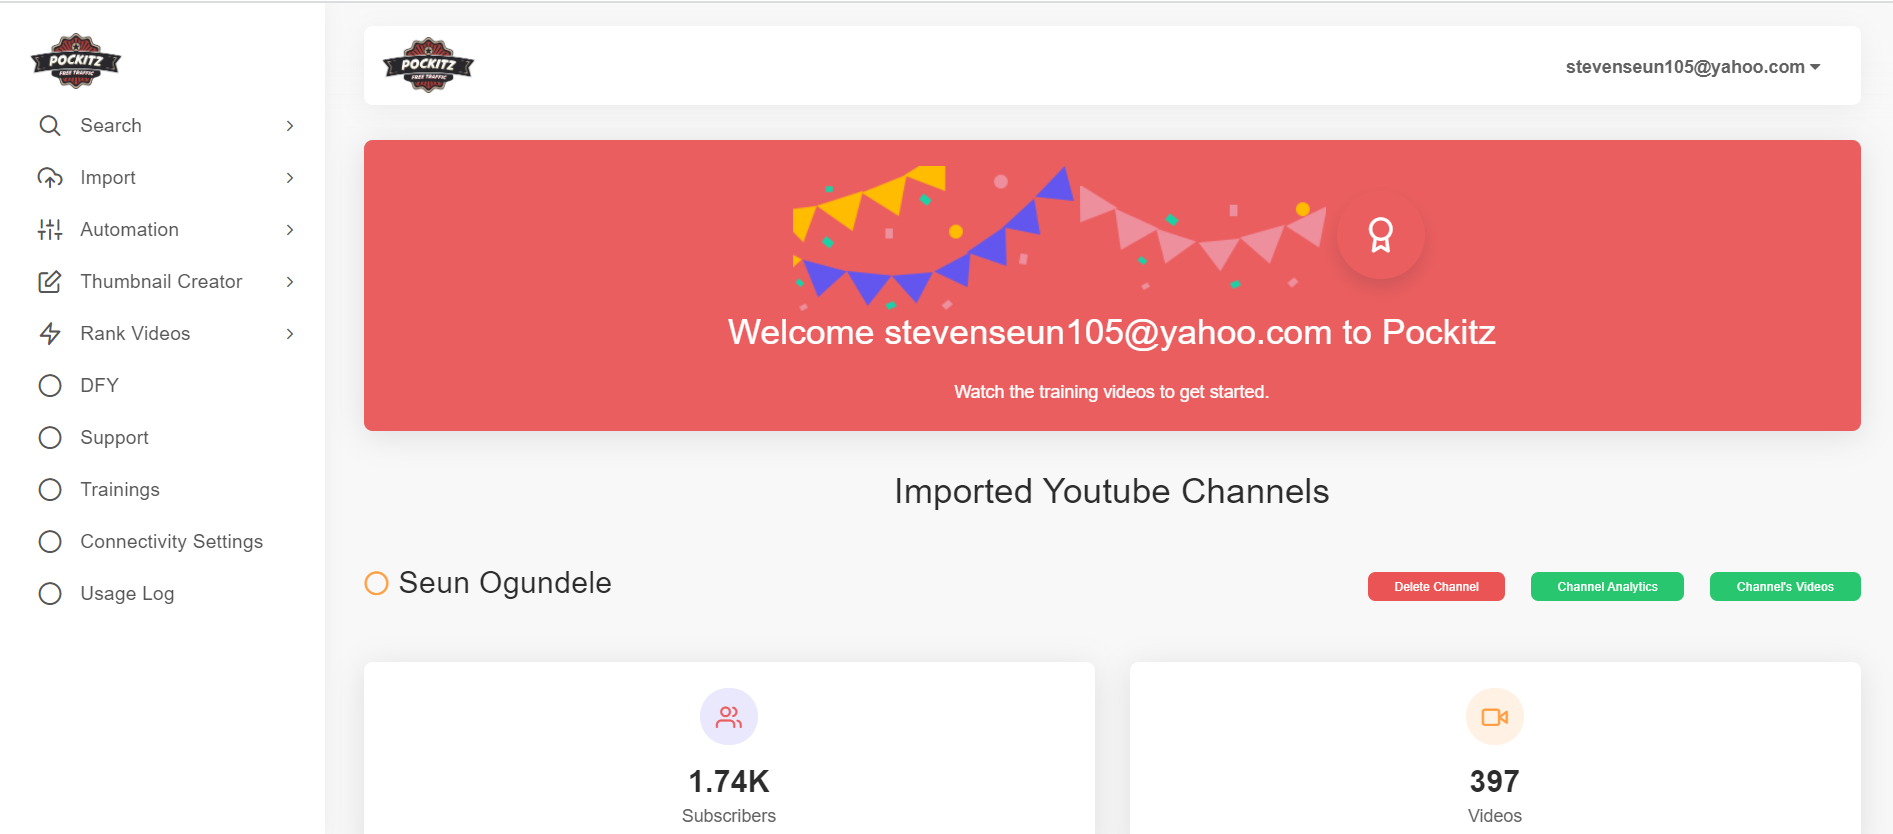 POCKITZ
FREE TRAFFIC
Search
Import
Automation
Thumbnail Creator
Rank Videos
DFY
Support
Trainings
Connectivity Settings
Usage Log
POCKITZ
FREE TRAFFIC
stevenseun105@yahoo.com
Welcome stevenseun105@yahoo.com to Pockitz
Watch the training videos to get started.
Imported Youtube Channels
Seun Ogundele
Delete Channel
Channel Analytics
Channel's Videos
1.74K
Subscribers
397
Videos